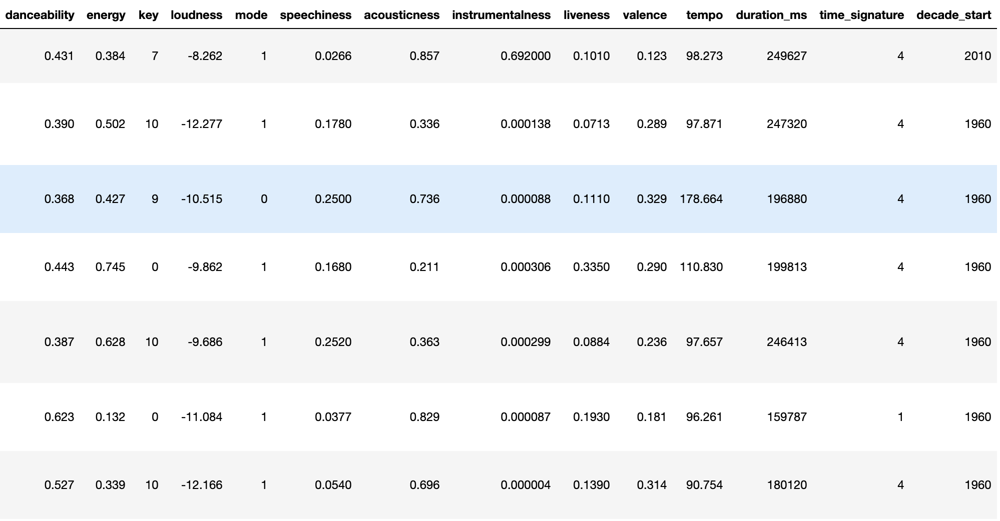 danceability energy key loudness mode speechiness acousticness instrumentalness liveness valence tempo duration_ms time_signature decade_start
0.431 0.384 7 -8.262 1 0.0266 0.857 0.692000 0.1010 0.123 98.273 249627 4 2010
0.390 0.502 10 -12.277 1 0.1780 0.336 0.000138 0.0713 0.289 97.871 247320 4 1960
0.368 0.427 9 -10.515 0 0.2500 0.736 0.000088 0.1110 0.329 178.664 196880 4 1960
0.443 0.745 0 -9.862 1 0.1680 0.211 0.000306 0.3350 0.290 110.830 199813 4 1960
0.387 0.628 10 -9.686 1 0.2520 0.363 0.000299 0.0884 0.236 97.657 246413 4 1960
0.623 0.132 0 -11.084 1 0.0377 0.829 0.000087 0.1930 0.181 96.261 159787 1 1960
0.527 0.339 10 -12.166 1 0.0540 0.696 0.000004 0.1390 0.314 90.754 180120 4 1960